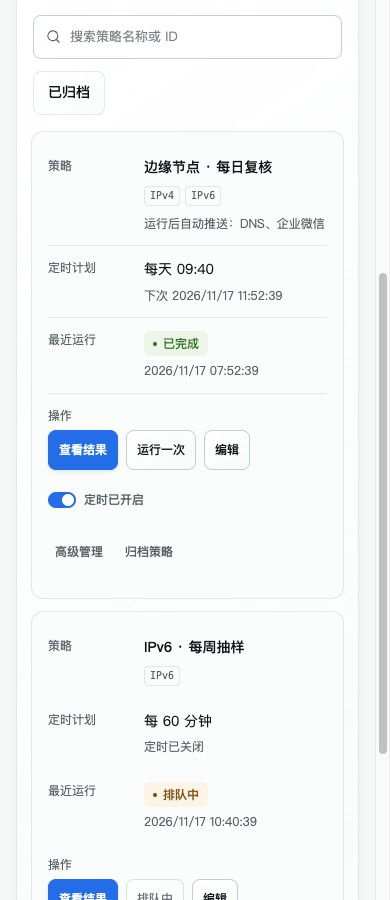 搜索策略名称或 ID
已归档
策略
边缘节点 · 每日复核
IPv4 IPv6
运行后自动推送：DNS、企业微信
定时计划
每天 09:40
下次 2026/11/17 11:52:39
最近运行
• 已完成
2026/11/17 07:52:39
操作
查看结果 运行一次 编辑
定时已开启
高级管理 归档策略
策略
IPv6 · 每周抽样
IPv6
定时计划
每 60 分钟
定时已关闭
最近运行
• 排队中
2026/11/17 10:40:39
操作
查看结果 排队中 编辑